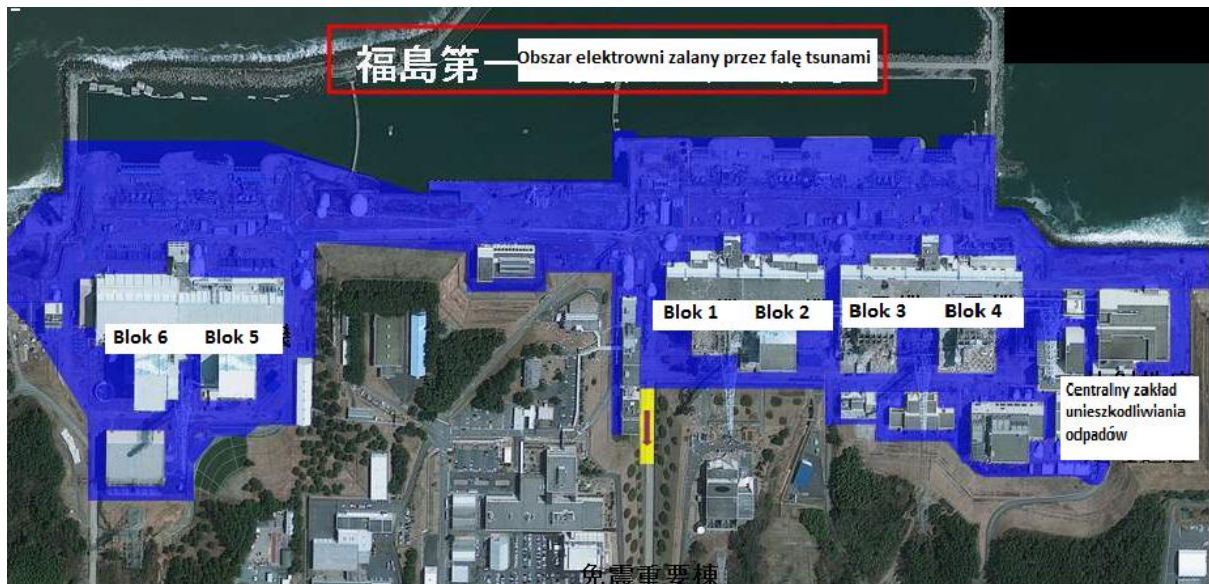 福島第一
Obszar elektrowni zalany przez falę tsunami
Blok 6
Blok 5
Blok 1
Blok 2
Blok 3
Blok 4
Centralny zakład
unieszkodliwiania
odpadów
免震重要棟